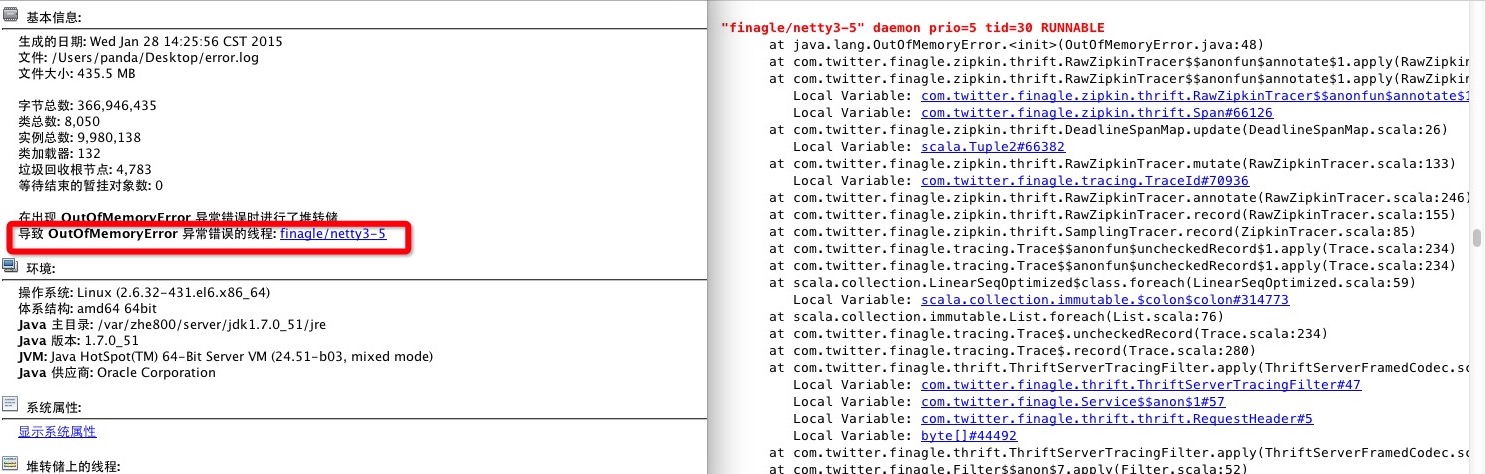 基本信息:
生成的日期: Wed Jan 28 14:25:56 CST 2015
文件: /Users/panda/Desktop/error.log
文件大小: 435.5 MB
字节总数: 366,946,435
类总数: 8,050
实例总数: 9,980,138
类加载器: 132
垃圾回收根节点: 4,783
等待结束的暂挂对象数: 0
在出现 OutOfMemoryError 异常错误时进行了堆转储
导致 OutOfMemoryError 异常错误的线程: finagle/netty3-5
环境:
操作系统: Linux (2.6.32-431.el6.x86_64)
体系结构: amd64 64bit
Java 主目录: /var/zhe800/server/jdk1.7.0_51/jre
Java 版本: 1.7.0_51
JVM: Java HotSpot(TM) 64-Bit Server VM (24.51-b03, mixed mode)
Java 供应商: Oracle Corporation
系统属性:
显示系统属性
堆转储上的线程:
"finagle/netty3-5" daemon prio=5 tid=30 RUNNABLE
at java.lang.OutOfMemoryError.<init>(OutOfMemoryError.java:48)
at com.twitter.finagle.zipkin.thrift.RawZipkinTracer$$anonfun$annotate$1.apply(RawZipkin
at com.twitter.finagle.zipkin.thrift.RawZipkinTracer$$anonfun$annotate$1.apply(RawZipkin
Local Variable: com.twitter.finagle.zipkin.thrift.RawZipkinTracer$$anonfun$annotate$1
Local Variable: com.twitter.finagle.zipkin.thrift.Span#66126
at com.twitter.finagle.zipkin.thrift.DeadlineSpanMap.update(DeadlineSpanMap.scala:26)
Local Variable: scala.Tuple2#66382
at com.twitter.finagle.zipkin.thrift.RawZipkinTracer.mutate(RawZipkinTracer.scala:133)
Local Variable: com.twitter.finagle.tracing.TraceId#70936
at com.twitter.finagle.zipkin.thrift.RawZipkinTracer.annotate(RawZipkinTracer.scala:246)
at com.twitter.finagle.zipkin.thrift.RawZipkinTracer.record(RawZipkinTracer.scala:155)
at com.twitter.finagle.zipkin.thrift.SamplingTracer.record(ZipkinTracer.scala:85)
at com.twitter.finagle.tracing.Trace$$anonfun$uncheckedRecord$1.apply(Trace.scala:234)
at com.twitter.finagle.tracing.Trace$$anonfun$uncheckedRecord$1.apply(Trace.scala:234)
at scala.collection.LinearSeqOptimized$class.foreach(LinearSeqOptimized.scala:59)
Local Variable: scala.collection.immutable.$colon$colon#314773
at scala.collection.immutable.List.foreach(List.scala:76)
at com.twitter.finagle.tracing.Trace$.uncheckedRecord(Trace.scala:234)
at com.twitter.finagle.tracing.Trace$.record(Trace.scala:280)
at com.twitter.finagle.thrift.ThriftServerTracingFilter.apply(ThriftServerFramedCodec.sc
Local Variable: com.twitter.finagle.thrift.ThriftServerTracingFilter#47
Local Variable: com.twitter.finagle.Service$$anon$1#57
Local Variable: com.twitter.finagle.thrift.thrift.RequestHeader#5
Local Variable: byte[]#44492
at com.twitter.finagle.thrift.ThriftServerTracingFilter.apply(ThriftServerFramedCodec.sc
at com.twitter.finagle.Filter$$anon$7.apply(Filter.scala:52)